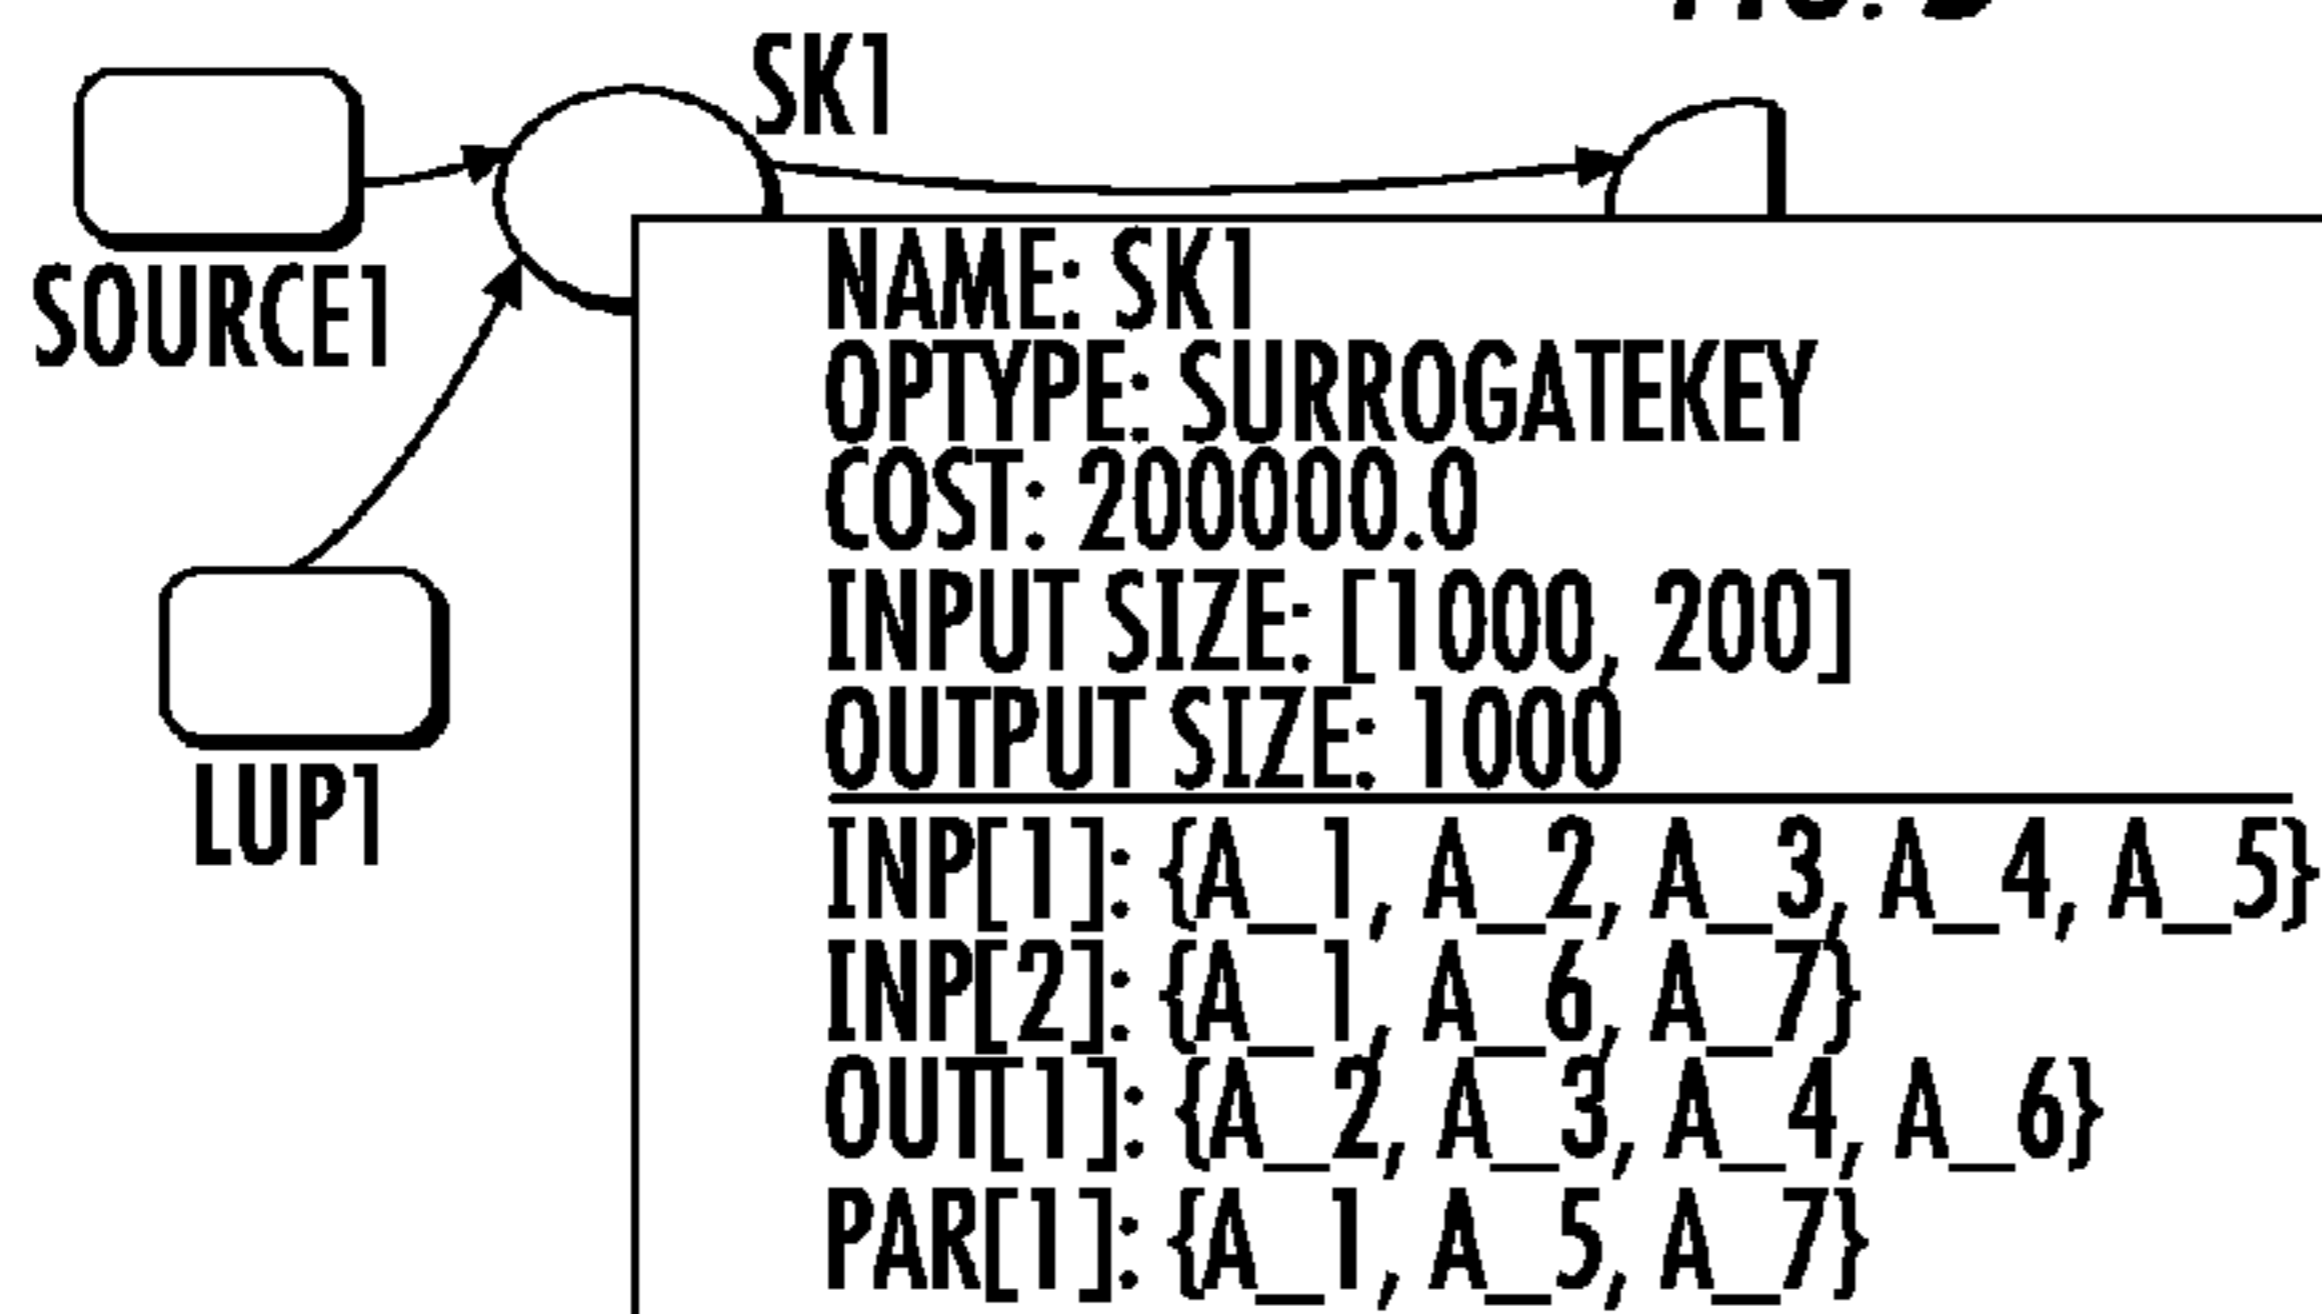 SK1
SOURCE1
LUP1
NAME: SK1
OPTYPE: SURROGATEKEY
COST: 200000.0
INPUT SIZE: [1000, 200]
OUTPUT SIZE: 1000
INP[1]: {A_1, A_2, A_3, A_4, A_5}
INP[2]: {A_1, A_6, A_7}
OUT[1]: {A_2, A_3, A_4, A_6}
PAR[1]: {A_1, A_5, A_7}